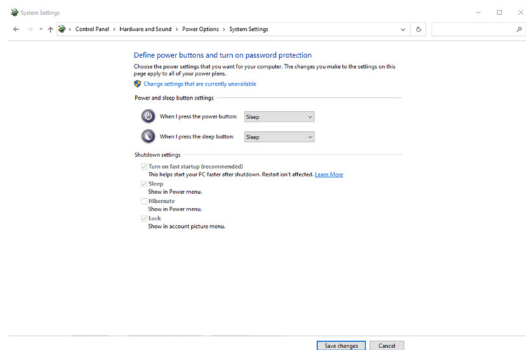 System Settings
Control Panel > Hardware and Sound > Power Options > System Settings
Define power buttons and turn on password protection
Choose the power settings that you want for your computer. The changes you make to the settings on this
page apply to all of your power plans.
Change settings that are currently unavailable
Power and sleep button settings
When I press the power button: Sleep
When I press the sleep button: Sleep
Shutdown settings
Turn on fast startup (recommended)
This helps start your PC faster after shutdown. Restart isn't affected. Learn More
Sleep
Show in Power menu.
Hibernate
Show in Power menu.
Lock
Show in account picture menu.
Save changes Cancel